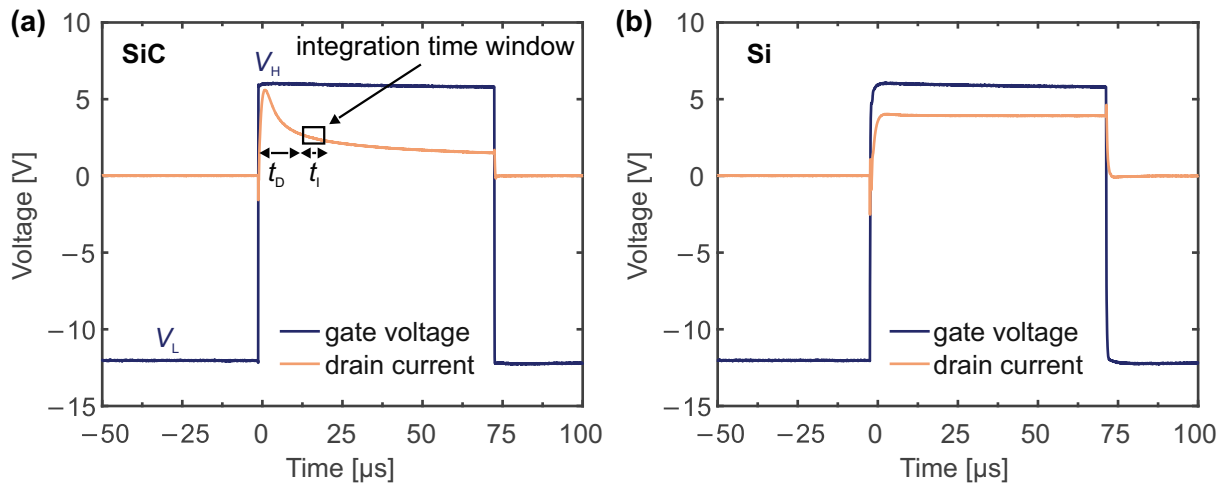 (a)
SiC
V_H
integration time window
t_D
t_I
V_L
gate voltage
drain current
10
5
0
−5
−10
−15
Voltage [V]
−50
−25
0
25
50
75
100
Time [µs]
(b)
Si
gate voltage
drain current
10
5
0
−5
−10
−15
Voltage [V]
−50
−25
0
25
50
75
100
Time [µs]